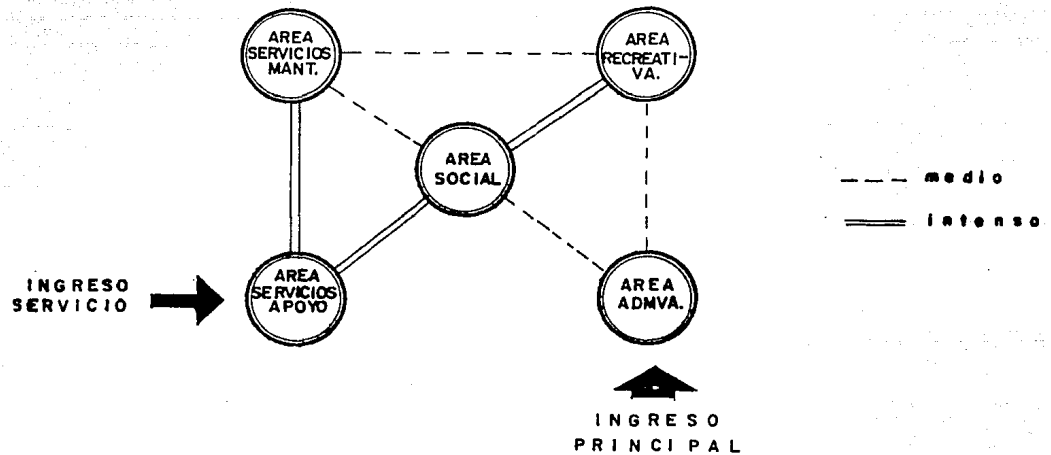 AREA
SERVICIOS
MANT.
AREA
RECREATI-
VA.
AREA
SOCIAL
medio
intenso
INGRESO
SERVICIO
AREA
SERVICIOS
APOYO
AREA
ADMVA.
INGRESO
PRINCIPAL